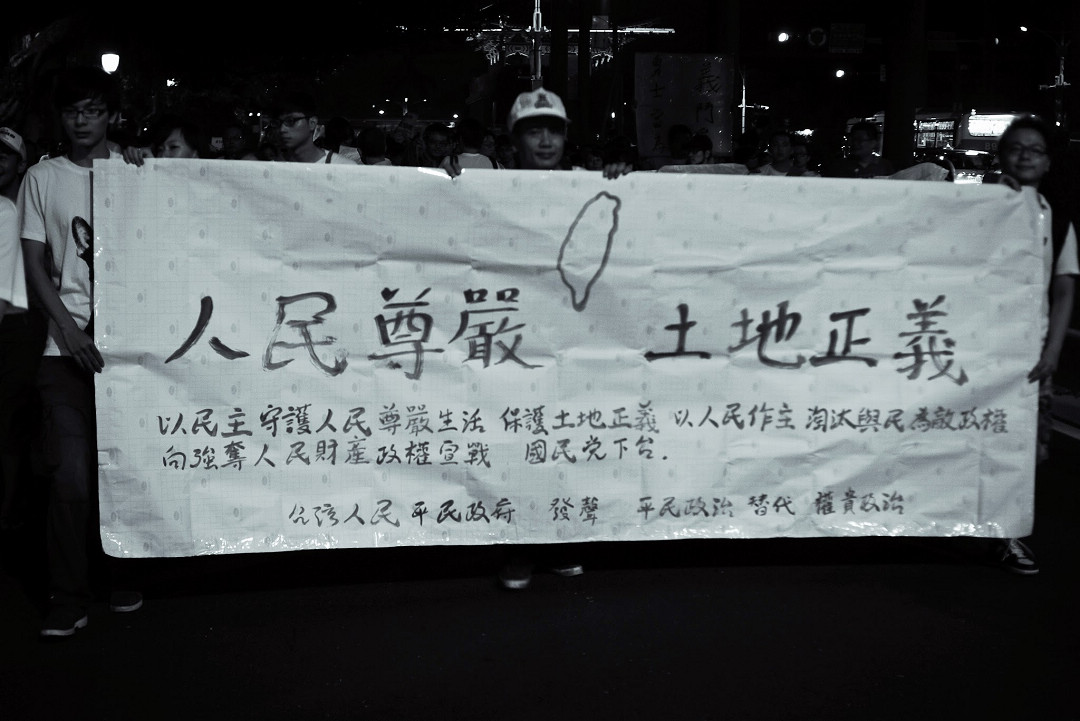 人民尊嚴 土地正義
以民主守護人民尊嚴生活 保護土地正義 以人民作主 淘汰與民為敵政權
向強奪人民財產政權宣戰 國民党下台.
台湾人民 平民政府 發聲 平民政治 替代 權貴政治